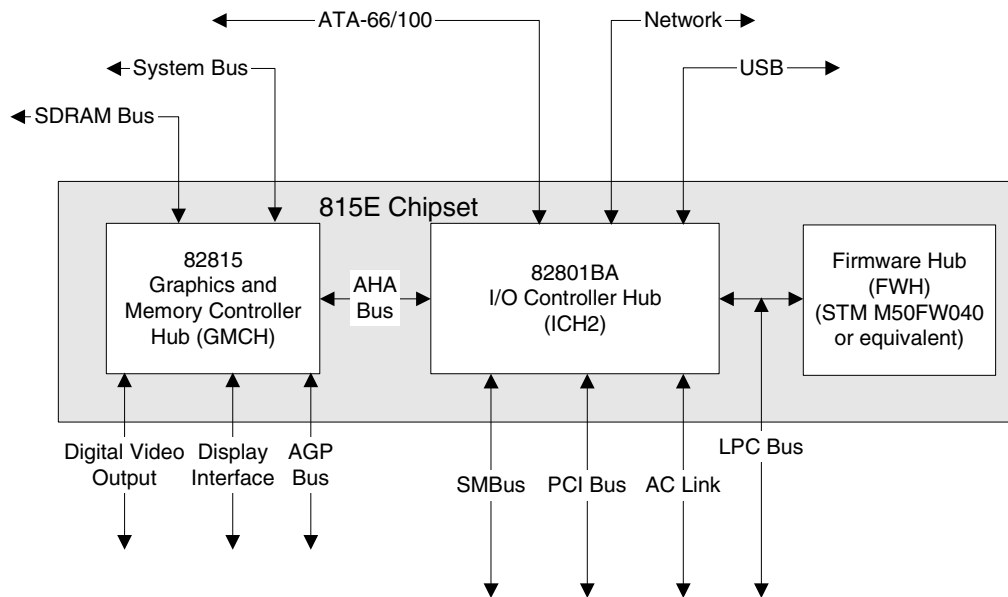 ATA-66/100
Network
System Bus
USB
SDRAM Bus
815E Chipset
82815
Graphics and
Memory Controller
Hub (GMCH)
AHA
Bus
82801BA
I/O Controller Hub
(ICH2)
Firmware Hub
(FWH)
(STM M50FW040
or equivalent)
Digital Video
Output
Display
Interface
AGP
Bus
SMBus
PCI Bus
AC Link
LPC Bus